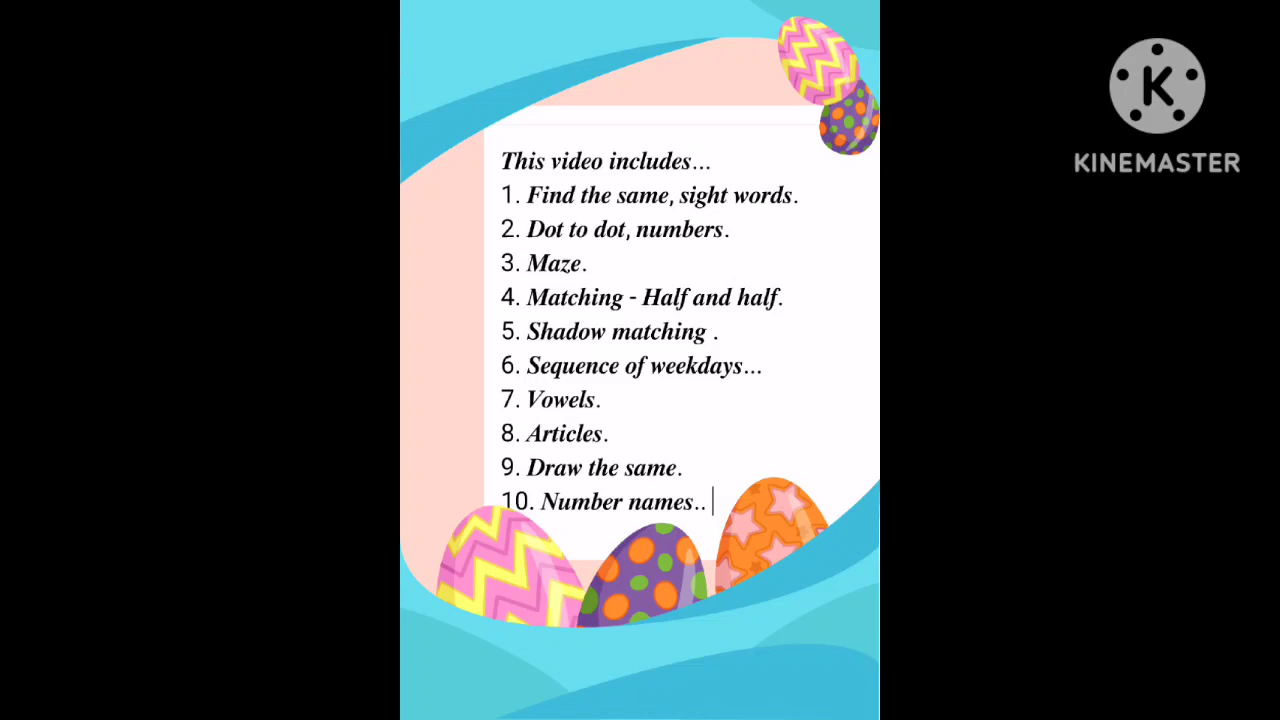 This video includes...
1. Find the same, sight words.
2. Dot to dot, numbers.
3. Maze.
4. Matching - Half and half.
5. Shadow matching .
6. Sequence of weekdays...
7. Vowels.
8. Articles.
9. Draw the same.
10. Number names..
K
KINEMASTER